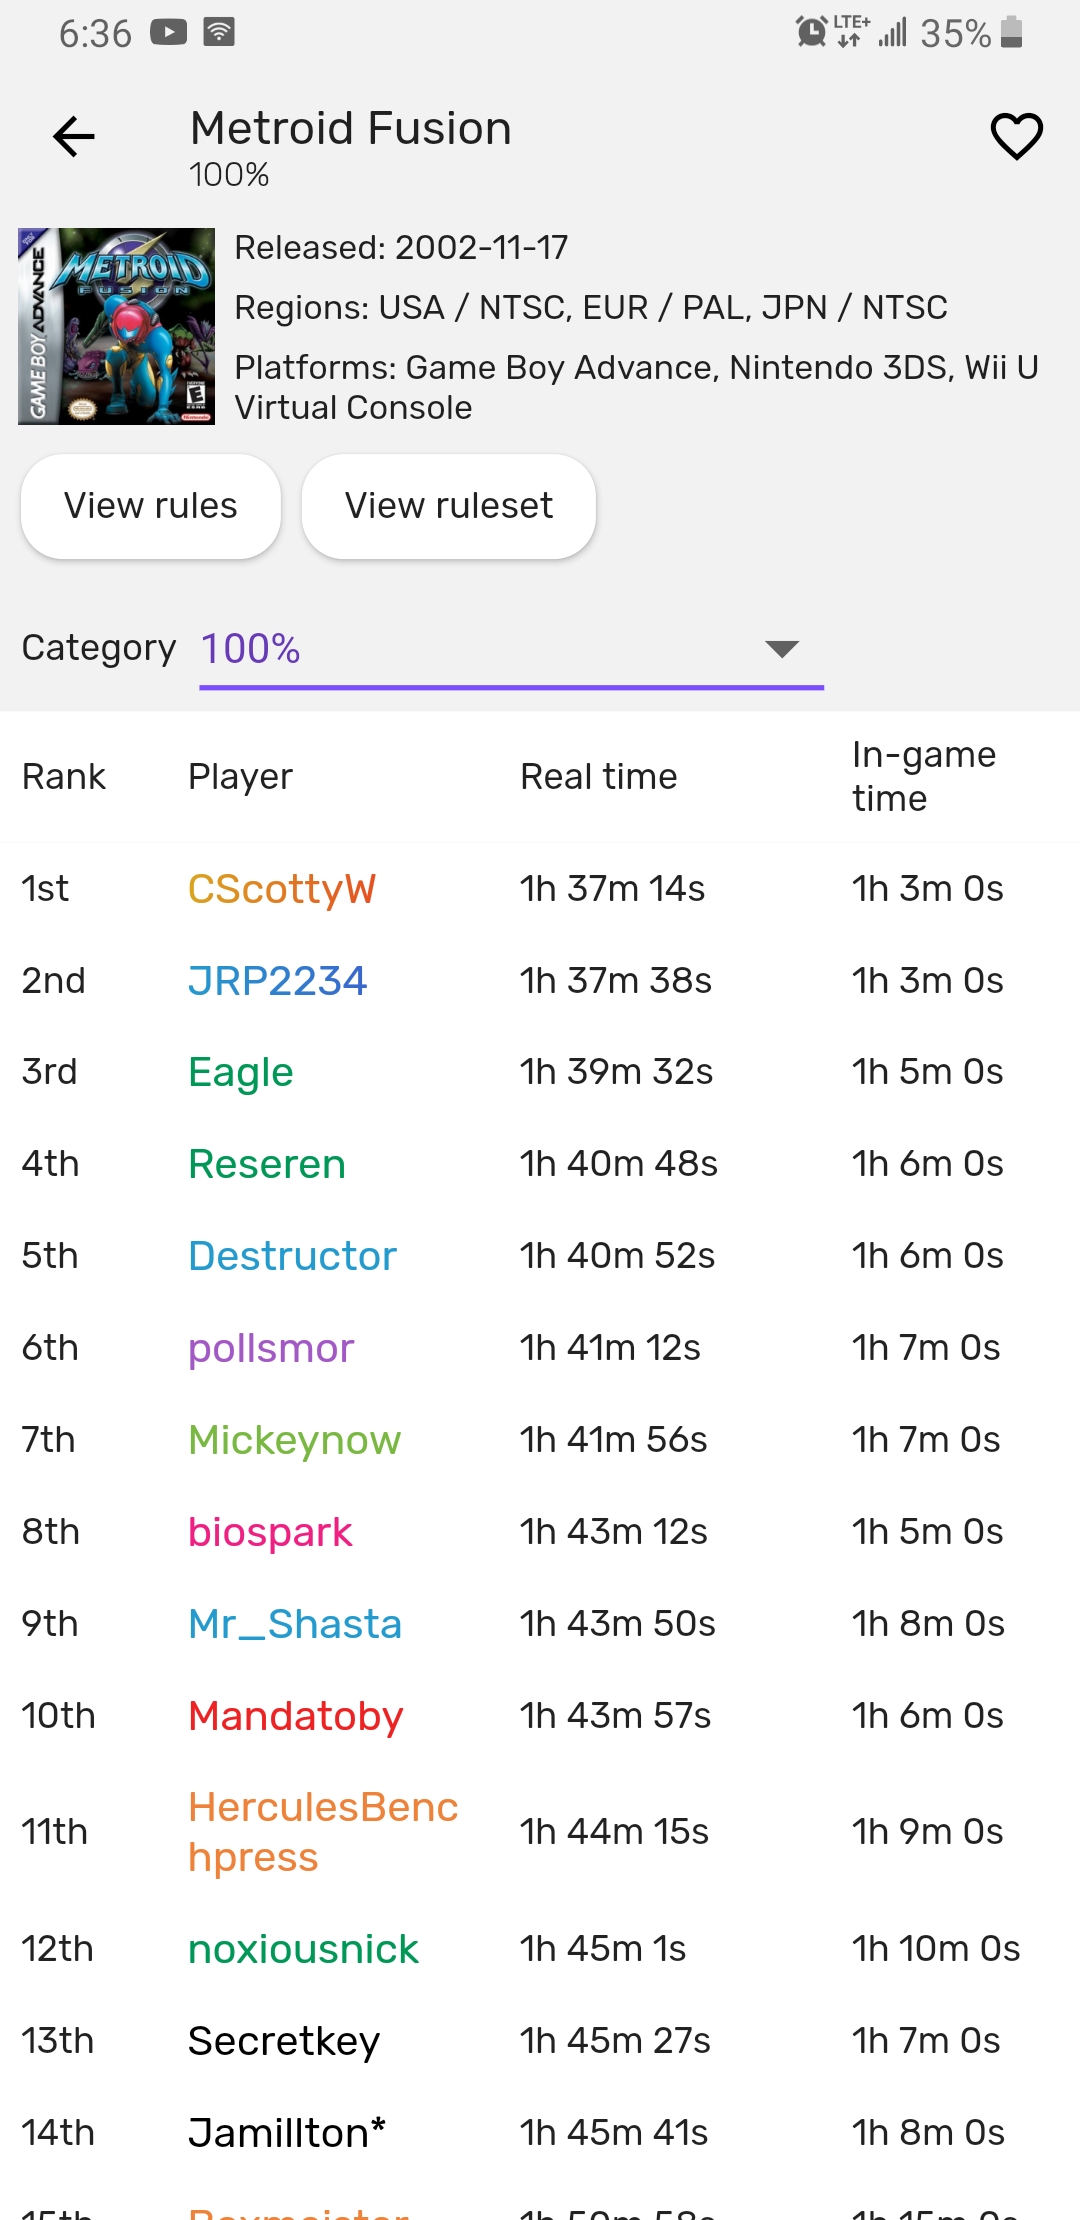 6:36 LTE+ 35%
Metroid Fusion
100%
METROID
FUSION
GAME BOY ADVANCE
EVERYONE
E
Nintendo
Released: 2002-11-17
Regions: USA / NTSC, EUR / PAL, JPN / NTSC
Platforms: Game Boy Advance, Nintendo 3DS, Wii U
Virtual Console
View rules View ruleset
Category 100%
Rank Player Real time In-game
time
1st CScottyW 1h 37m 14s 1h 3m 0s
2nd JRP2234 1h 37m 38s 1h 3m 0s
3rd Eagle 1h 39m 32s 1h 5m 0s
4th Reseren 1h 40m 48s 1h 6m 0s
5th Destructor 1h 40m 52s 1h 6m 0s
6th pollsmor 1h 41m 12s 1h 7m 0s
7th Mickeynow 1h 41m 56s 1h 7m 0s
8th biospark 1h 43m 12s 1h 5m 0s
9th Mr_Shasta 1h 43m 50s 1h 8m 0s
10th Mandatoby 1h 43m 57s 1h 6m 0s
11th HerculesBenc 1h 44m 15s 1h 9m 0s
hpress
12th noxiousnick 1h 45m 1s 1h 10m 0s
13th Secretkey 1h 45m 27s 1h 7m 0s
14th Jamillton* 1h 45m 41s 1h 8m 0s